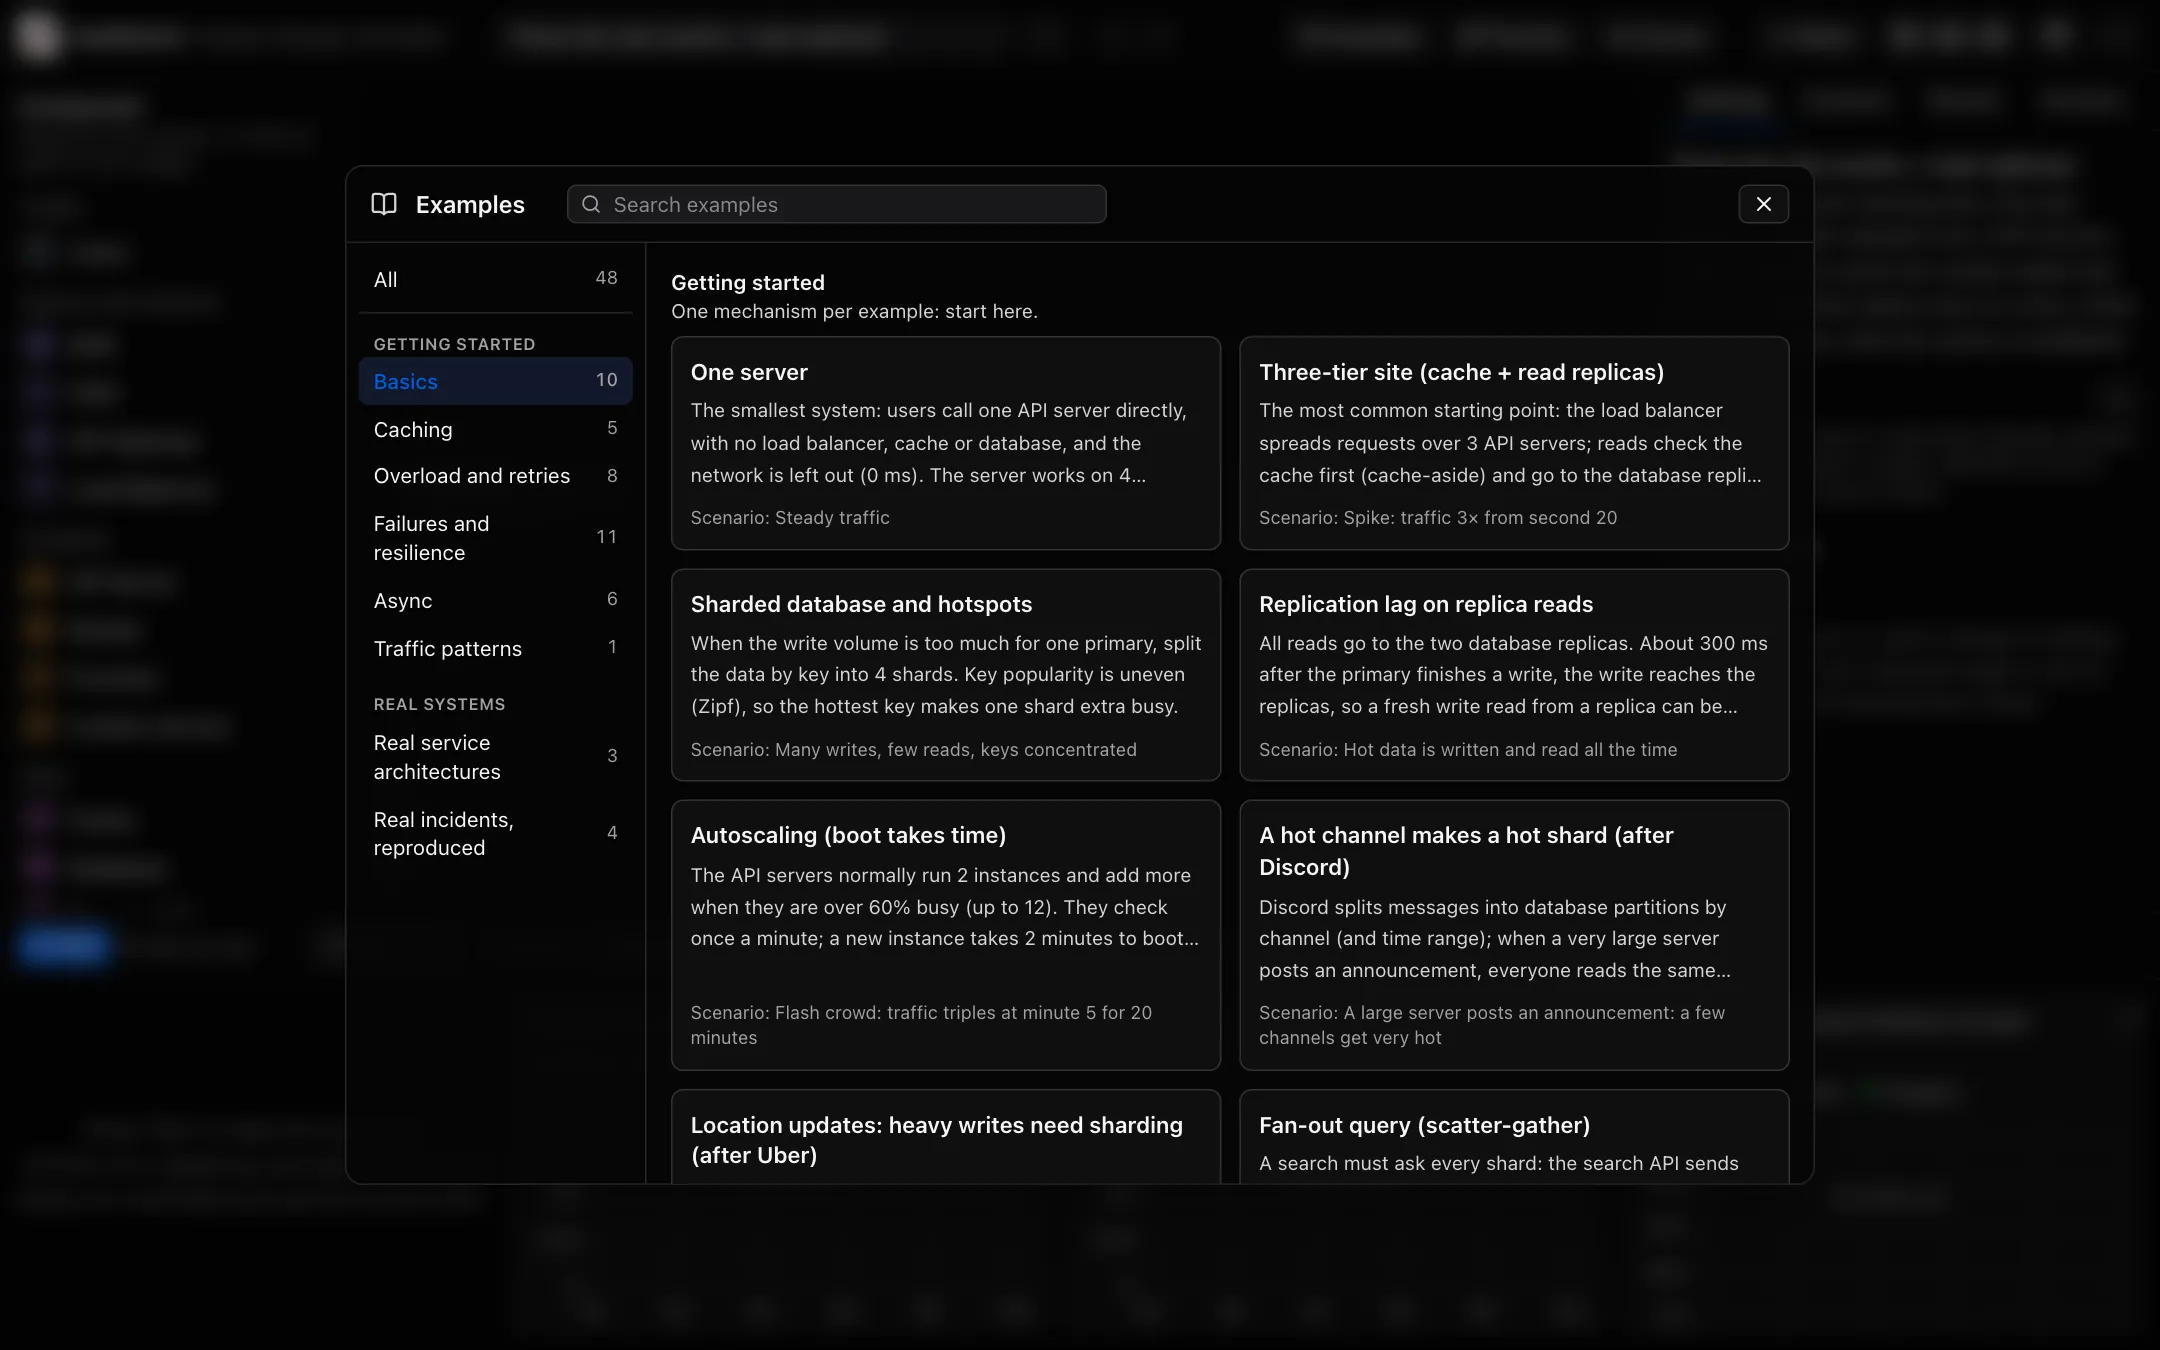 Examples
Search examples
All 48
GETTING STARTED
Basics 10
Caching 5
Overload and retries 8
Failures and
resilience 11
Async 6
Traffic patterns 1
REAL SYSTEMS
Real service
architectures 3
Real incidents,
reproduced 4
Getting started
One mechanism per example: start here.
One server
The smallest system: users call one API server directly,
with no load balancer, cache or database, and the
network is left out (0 ms). The server works on 4...
Scenario: Steady traffic
Three-tier site (cache + read replicas)
The most common starting point: the load balancer
spreads requests over 3 API servers; reads check the
cache first (cache-aside) and go to the database repli...
Scenario: Spike: traffic 3× from second 20
Sharded database and hotspots
When the write volume is too much for one primary, split
the data by key into 4 shards. Key popularity is uneven
(Zipf), so the hottest key makes one shard extra busy.
Scenario: Many writes, few reads, keys concentrated
Replication lag on replica reads
All reads go to the two database replicas. About 300 ms
after the primary finishes a write, the write reaches the
replicas, so a fresh write read from a replica can be...
Scenario: Hot data is written and read all the time
Autoscaling (boot takes time)
The API servers normally run 2 instances and add more
when they are over 60% busy (up to 12). They check
once a minute; a new instance takes 2 minutes to boot...
Scenario: Flash crowd: traffic triples at minute 5 for 20
minutes
A hot channel makes a hot shard (after
Discord)
Discord splits messages into database partitions by
channel (and time range); when a very large server
posts an announcement, everyone reads the same...
Scenario: A large server posts an announcement: a few
channels get very hot
Location updates: heavy writes need sharding
(after Uber)
Fan-out query (scatter-gather)
A search must ask every shard: the search API sends